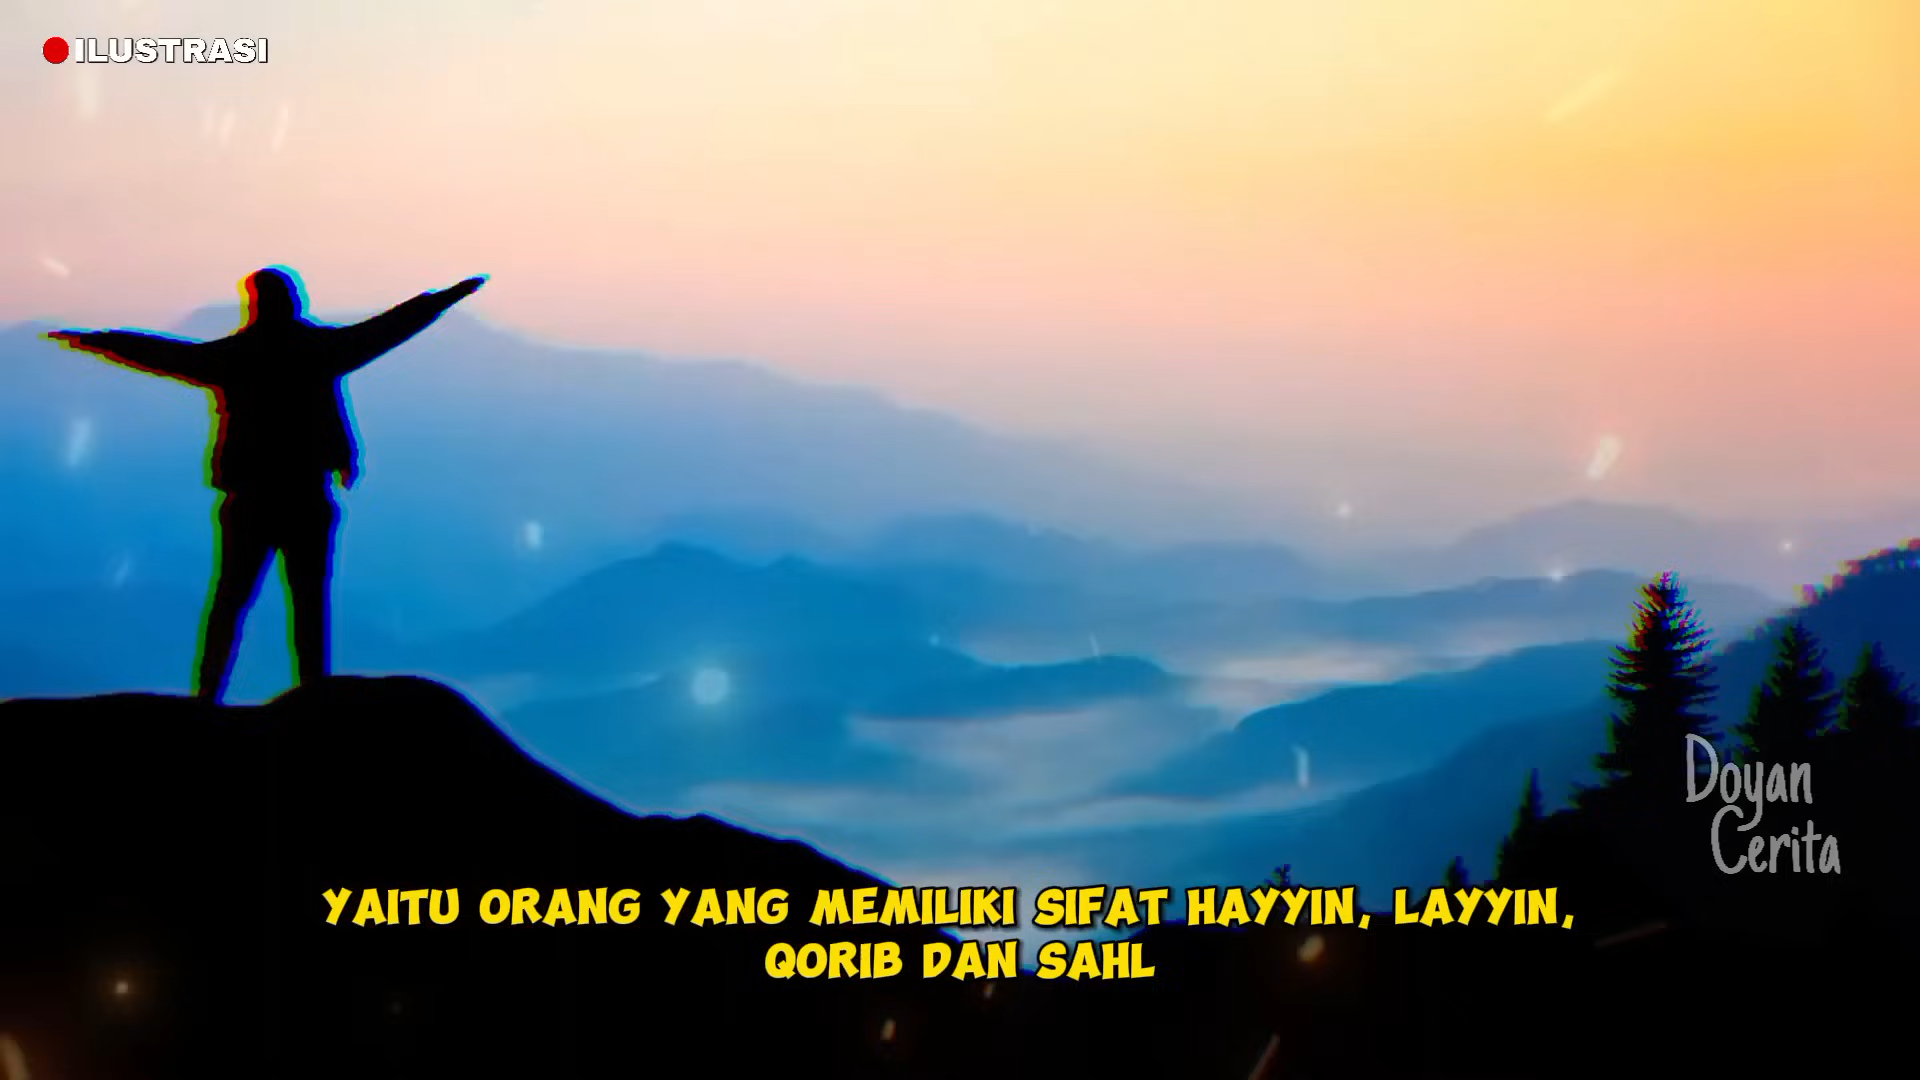 ILUSTRASI
Doyan
Cerita
YAITU ORANG YANG MEMILIKI SIFAT HAYYIN, LAYYIN,
QORIB DAN SAHL